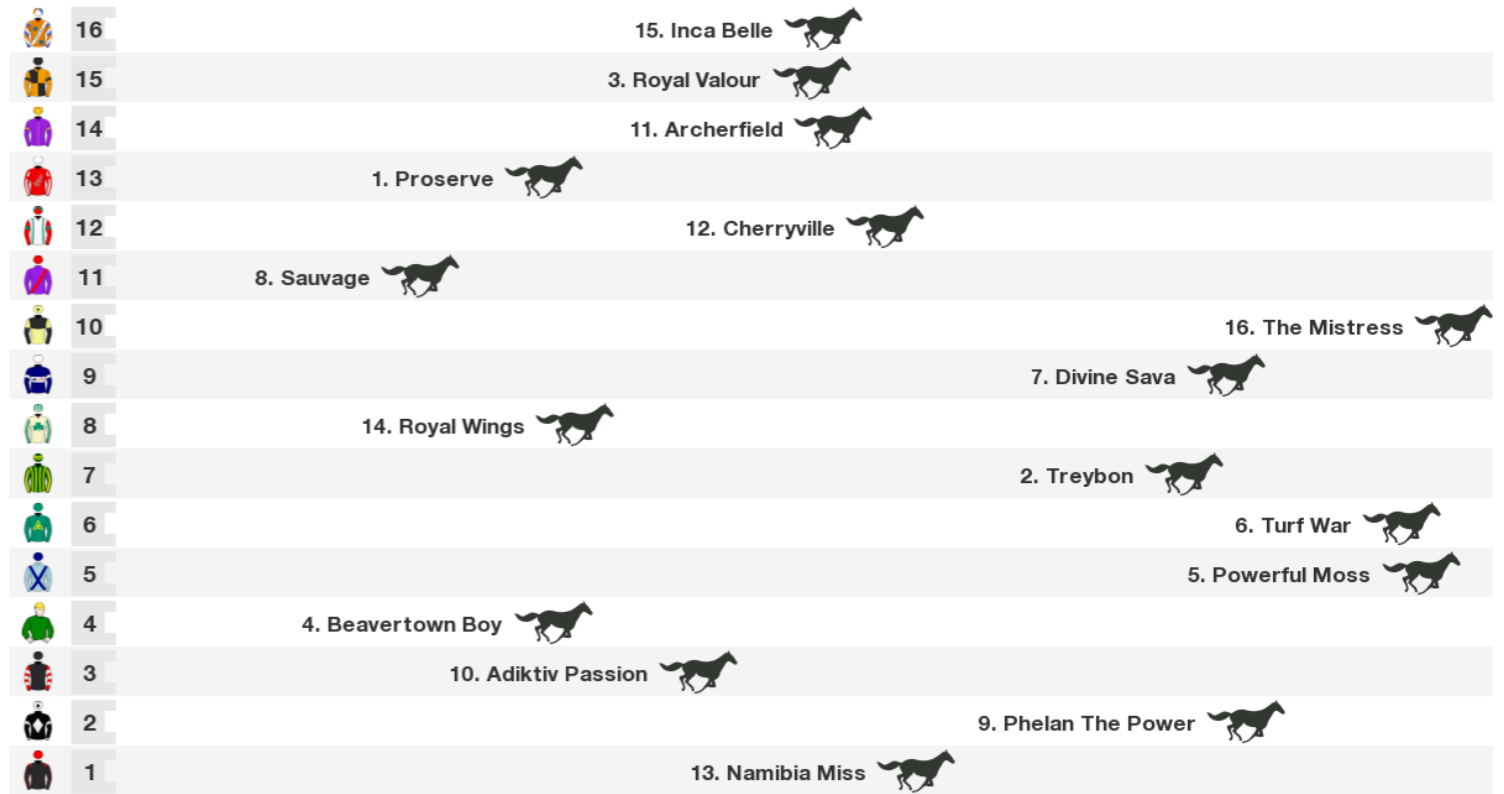 16 15. Inca Belle
15 3. Royal Valour
14 11. Archerfield
13 1. Proserve
12 12. Cherryville
11 8. Sauvage
10 16. The Mistress
9 7. Divine Sava
8 14. Royal Wings
7 2. Treybon
6 6. Turf War
5 5. Powerful Moss
4 4. Beavertown Boy
3 10. Adiktiv Passion
2 9. Phelan The Power
1 13. Namibia Miss